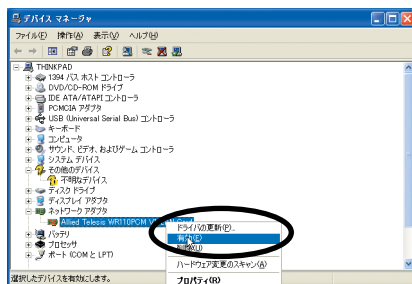 デバイス マネージャ
ファイル(F) 操作(A) 表示(V) ヘルプ(H)
THINKPAD
1394 バス ホスト コントローラ
DVD/CD-ROM ドライブ
IDE ATA/ATAPI コントローラ
PCMCIA アダプタ
USB (Universal Serial Bus) コントローラ
キーボード
コンピュータ
サウンド、ビデオ、およびゲーム コントローラ
システム デバイス
その他のデバイス
不明なデバイス
ディスク ドライブ
ディスプレイ アダプタ
ネットワーク アダプタ
Allied Telesis WR110PCM
ドライバの更新(P)...
有効(E)
削除(U)
バッテリ
ハードウェア変更のスキャン(A)
プロセッサ
ポート (COM と LPT)
プロパティ(R)
選択したデバイスを有効にします。